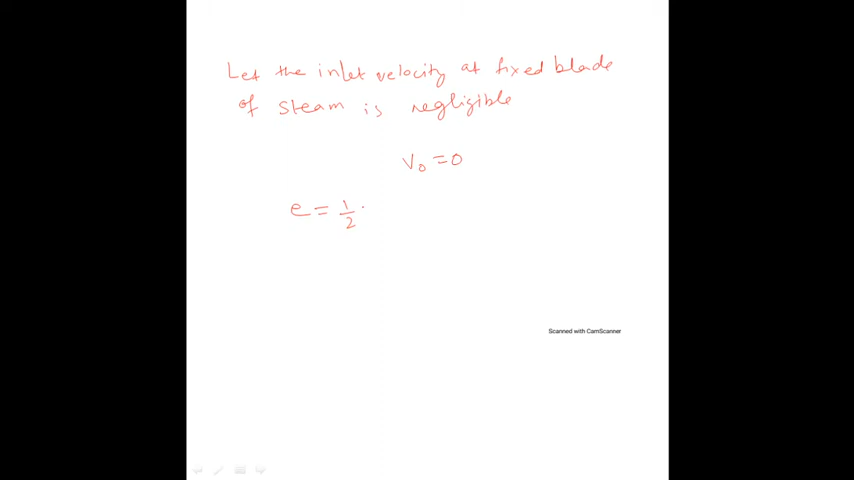 Let the inlet velocity at fixed blade
of steam is negligible
V₀ = 0
e = 1/2
Scanned with CamScanner